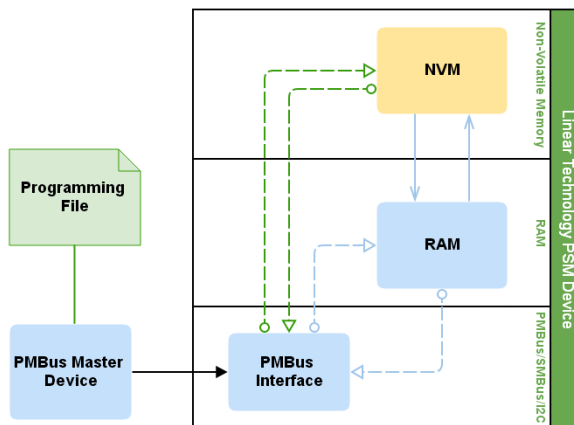 NVM
Non-Volatile Memory
Linear Technology PSM Device
Programming
File
RAM
RAM
PMBus Master
Device
PMBus
Interface
PMBus/SMBus/I2C